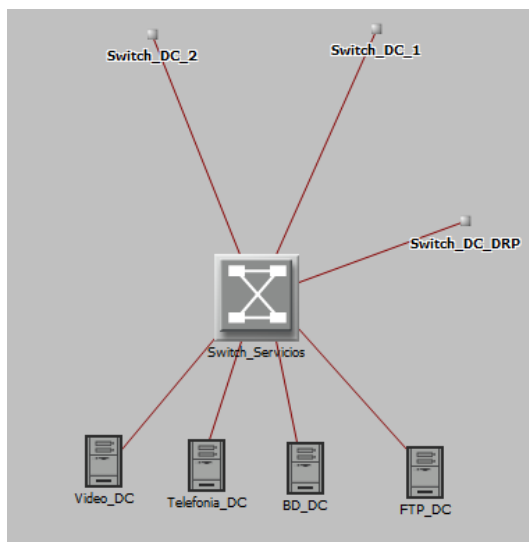 Switch_DC_2
Switch_DC_1
Switch_DC_DRP
Switch_Servicios
Video_DC
Telefonia_DC
BD_DC
FTP_DC